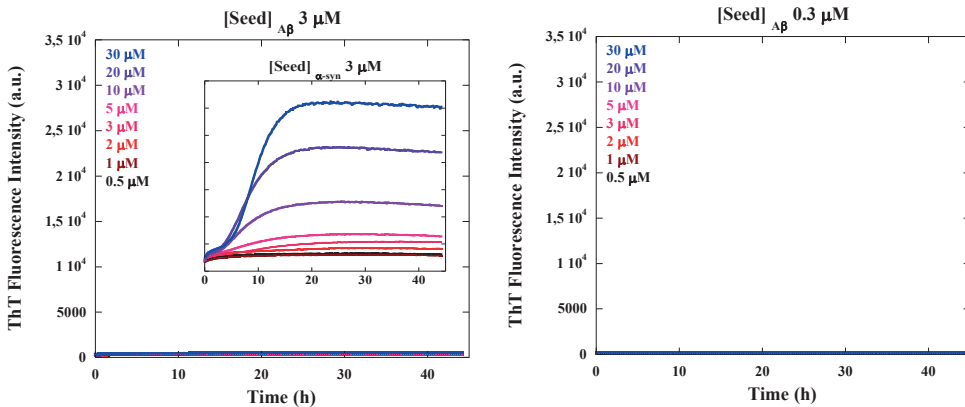 [Seed] Aβ 3 μM
ThT Fluorescence Intensity (a.u.)
3,5 10⁴
3 10⁴
2,5 10⁴
2 10⁴
1,5 10⁴
1 10⁴
5000
0
30 μM
20 μM
10 μM
5 μM
3 μM
2 μM
1 μM
0.5 μM
[Seed] α-syn 3 μM
0 10 20 30 40
0 10 20 30 40
Time (h)
[Seed] Aβ 0.3 μM
ThT Fluorescence Intensity (a.u.)
3,5 10⁴
3 10⁴
2,5 10⁴
2 10⁴
1,5 10⁴
1 10⁴
5000
0
30 μM
20 μM
10 μM
5 μM
3 μM
2 μM
1 μM
0.5 μM
0 10 20 30 40
Time (h)